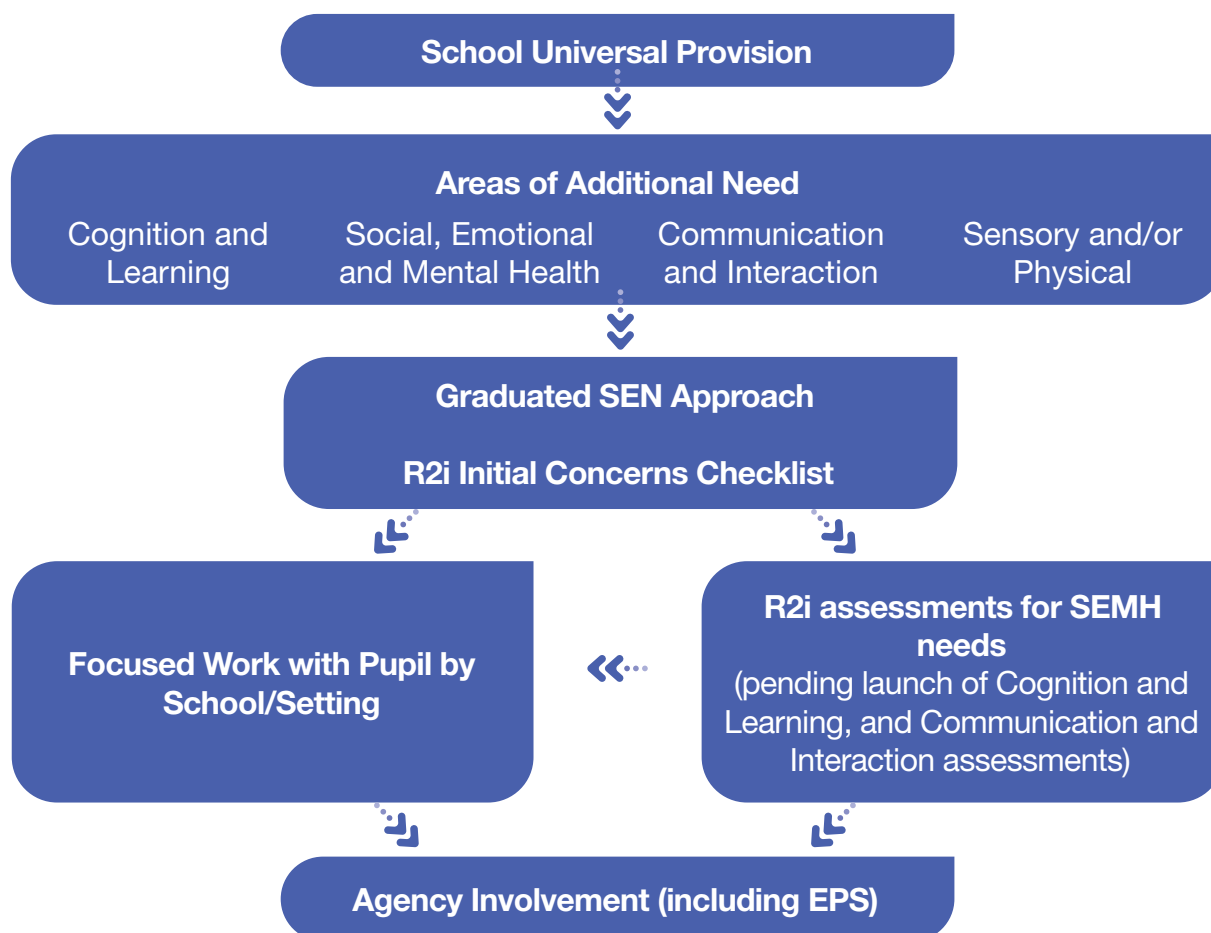 School Universal Provision
Areas of Additional Need
Cognition and
Learning
Social, Emotional
and Mental Health
Communication
and Interaction
Sensory and/or
Physical
Graduated SEN Approach
R2i Initial Concerns Checklist
Focused Work with Pupil by
School/Setting
R2i assessments for SEMH
needs
(pending launch of Cognition and
Learning, and Communication and
Interaction assessments)
Agency Involvement (including EPS)